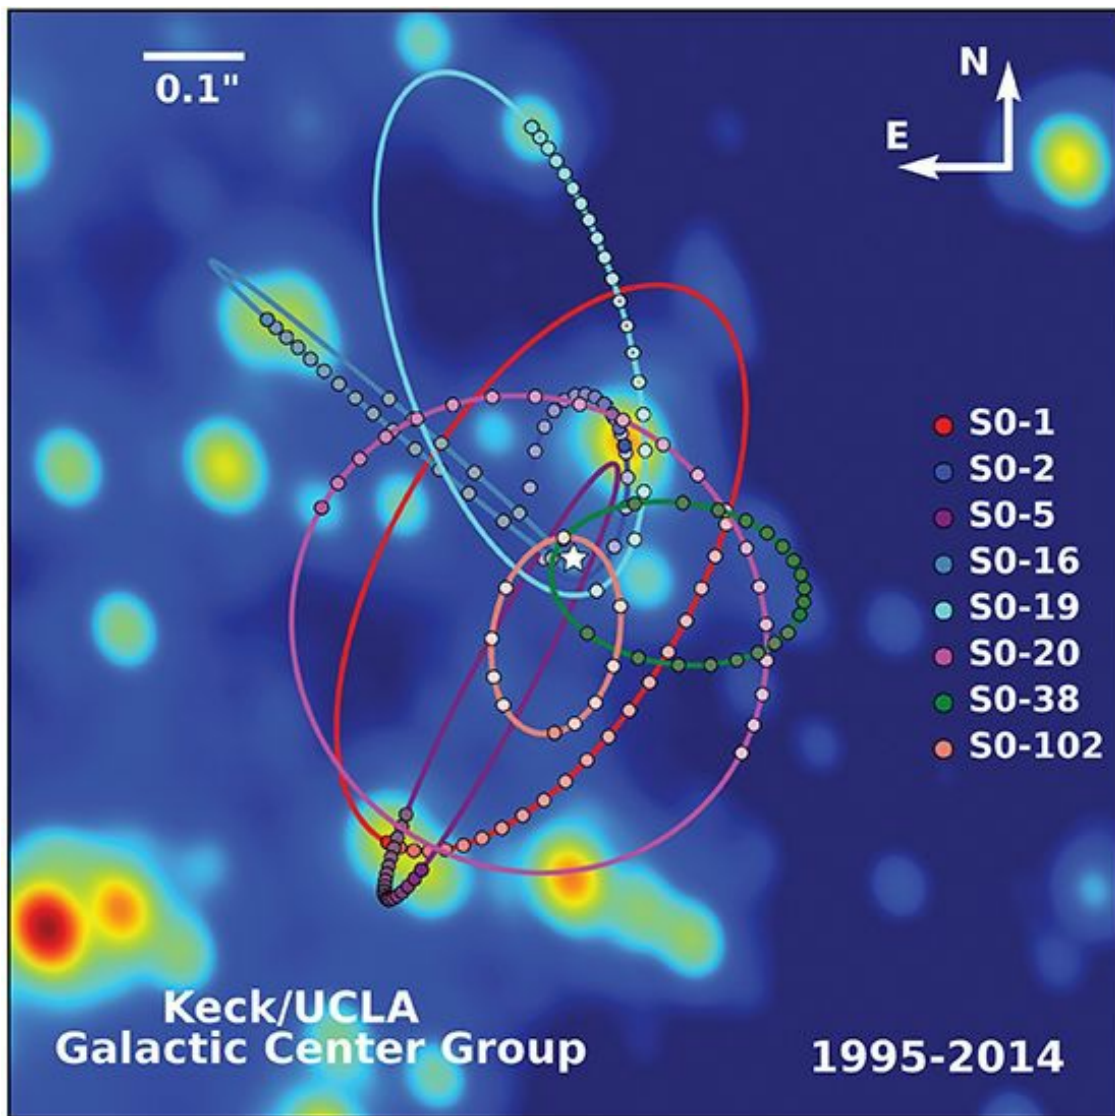 0.1"
N
E
S0-1
S0-2
S0-5
S0-16
S0-19
S0-20
S0-38
S0-102
Keck/UCLA
Galactic Center Group
1995-2014